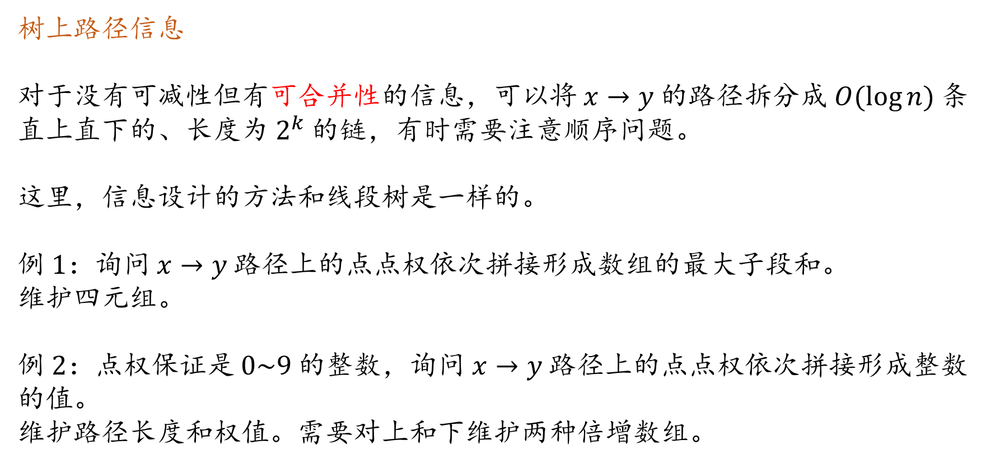 树上路径信息
对于没有可减性但有可合并性的信息，可以将 x → y 的路径拆分成 O(log n) 条
直上直下的、长度为 2^k 的链，有时需要注意顺序问题。
这里，信息设计的方法和线段树是一样的。
例 1：询问 x → y 路径上的点点权依次拼接形成数组的最大子段和。
维护四元组。
例 2：点权保证是 0~9 的整数，询问 x → y 路径上的点点权依次拼接形成整数
的值。
维护路径长度和权值。需要对上和下维护两种倍增数组。